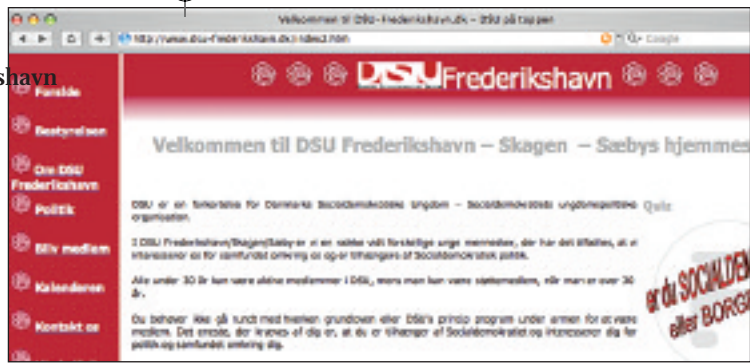 Velkommen til DSU-Frederikshavn.dk – DSU på toppen
http://www.dsu-frederikshavn.dk/index2.htm
Google
shavn
DSU Frederikshavn
Forside
Bestyrelsen
Om DSU
Frederikshavn
Politik
Bliv medlem
Kalenderen
Kontakt os
Velkommen til DSU Frederikshavn – Skagen – Sæbys hjemmes
DSU er en forkortelse for Danmarks Socialdemokratiske Ungdom – Socialdemokratiets ungdomspolitiske
organisation.
Quiz
I DSU Frederikshavn/Skagen/Sæby er vi en række vidt forskellige unge mennesker, der har det tilfælles, at vi
interesserer os for samfundet omkring os og er tilhængere af Socialdemokratisk politik.
Alle under 30 år kan være aktive medlemmer i DSU, mens man kan være støttemedlem, når man er over 30
år.
Du behøver ikke gå rundt med hverken grundloven eller DSU's princip program under armen for at være
medlem. Det eneste, der kræves af dig er, at du er tilhænger af Socialdemokratiet og interesserer dig for
politik og samfundet omkring dig.
er du SOCIALDEM
eller BORGE